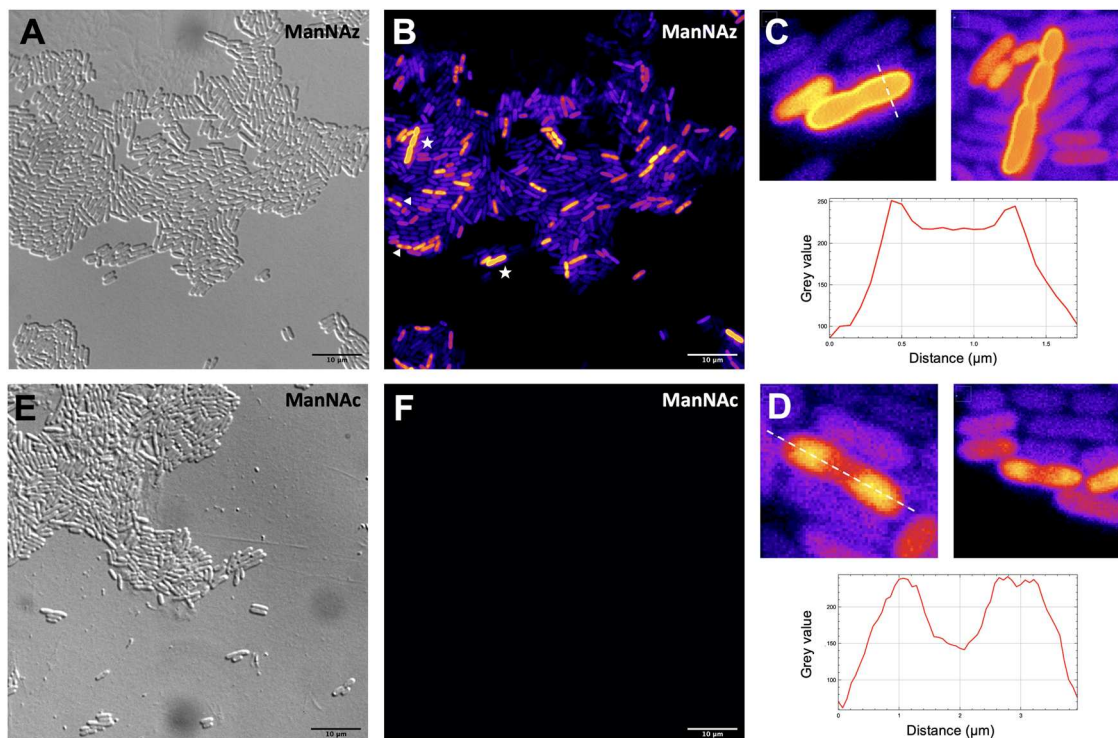 A
ManNAz
10 μm
B
ManNAz
10 μm
C
Grey value
250
200
150
100
0.0
0.5
1.0
1.5
Distance (μm)
E
ManNAc
10 μm
F
ManNAc
10 μm
D
Grey value
200
150
100
0
1
2
3
Distance (μm)